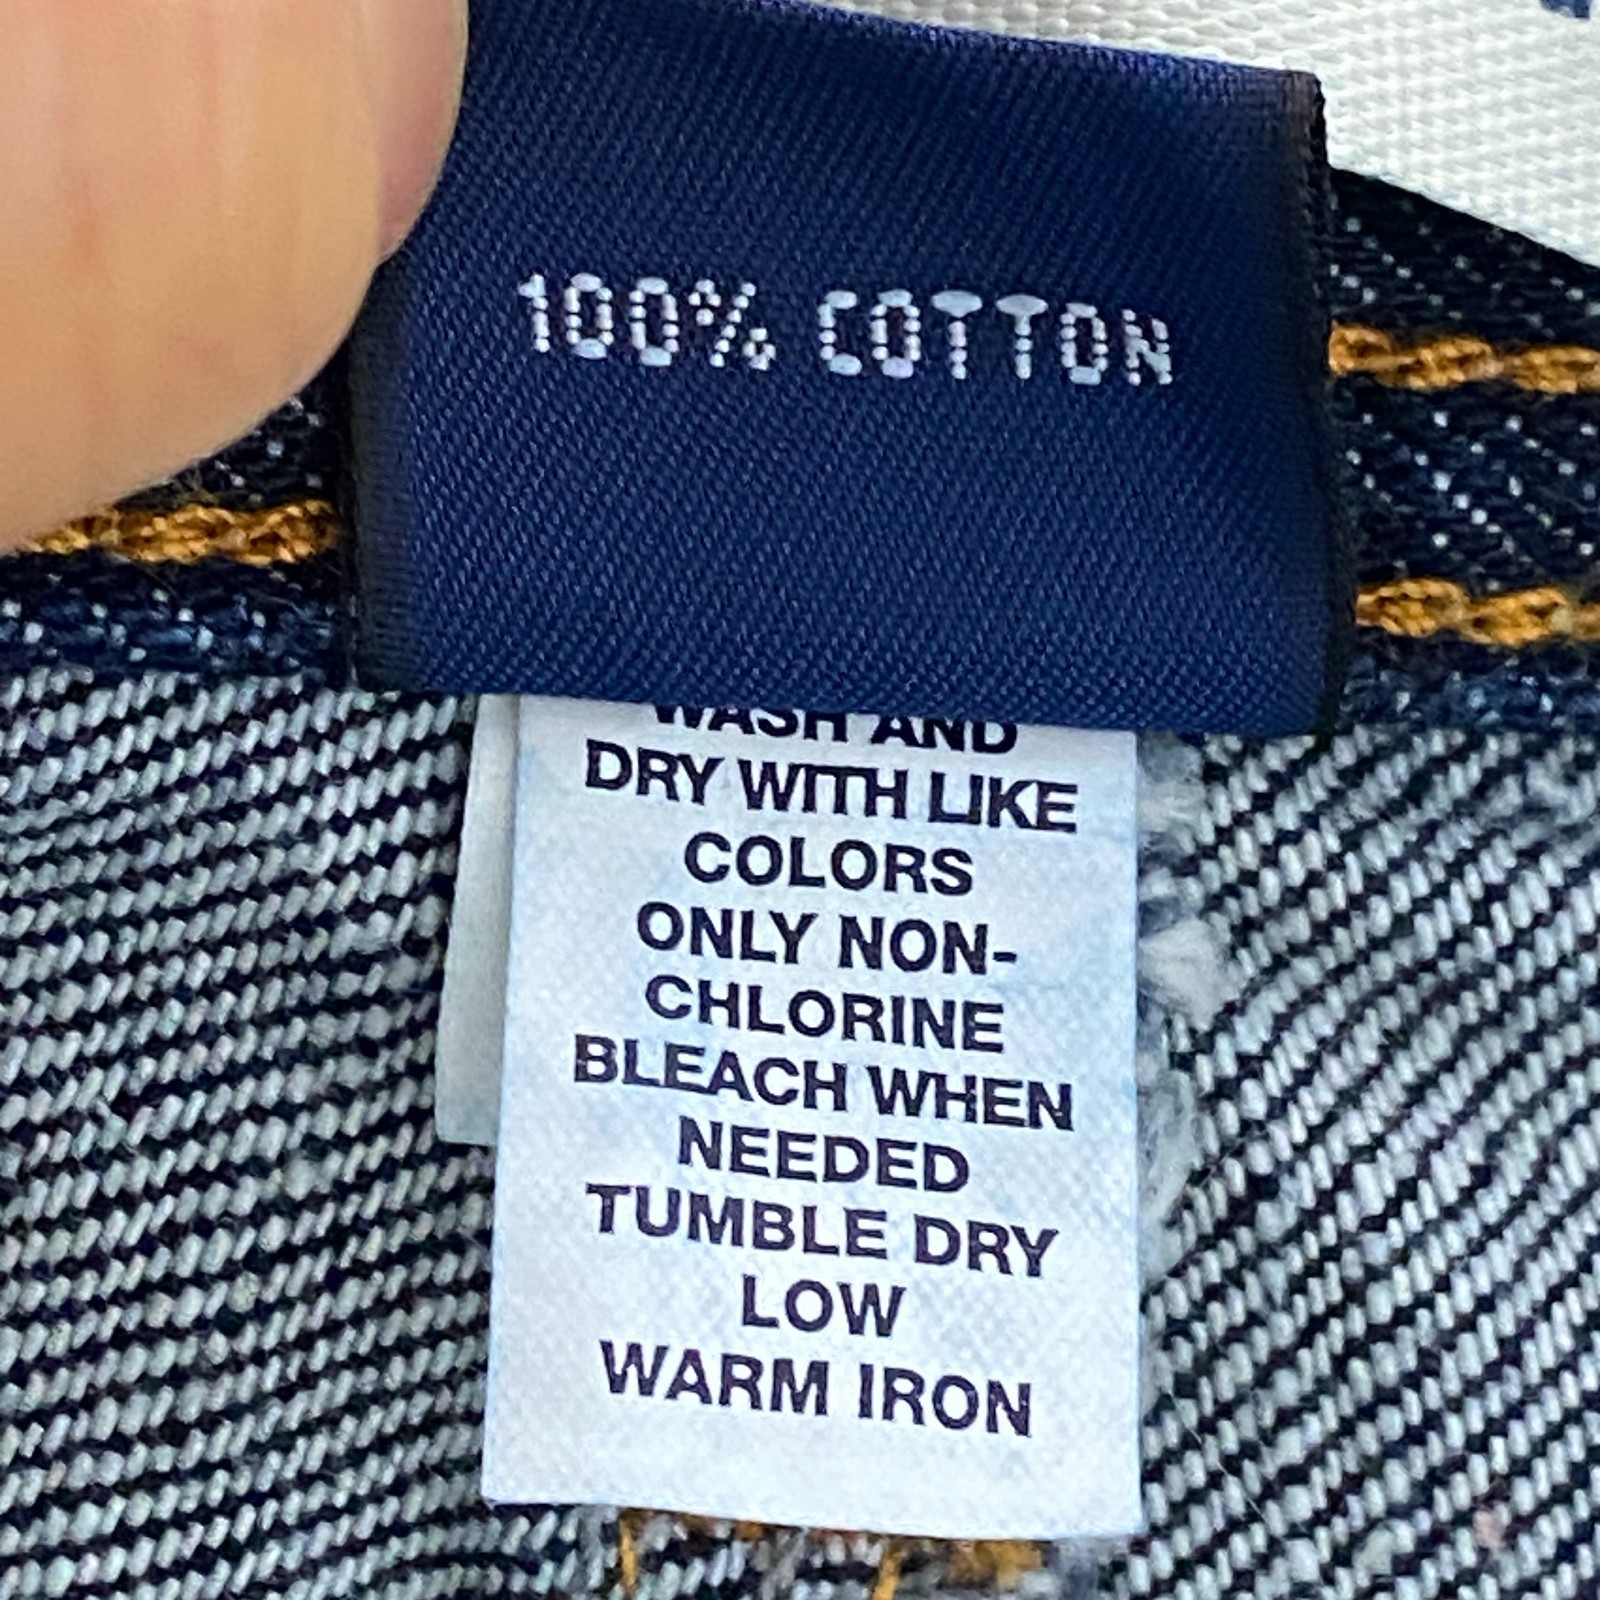 100% COTTON
WASH AND
DRY WITH LIKE
COLORS
ONLY NON-
CHLORINE
BLEACH WHEN
NEEDED
TUMBLE DRY
LOW
WARM IRON